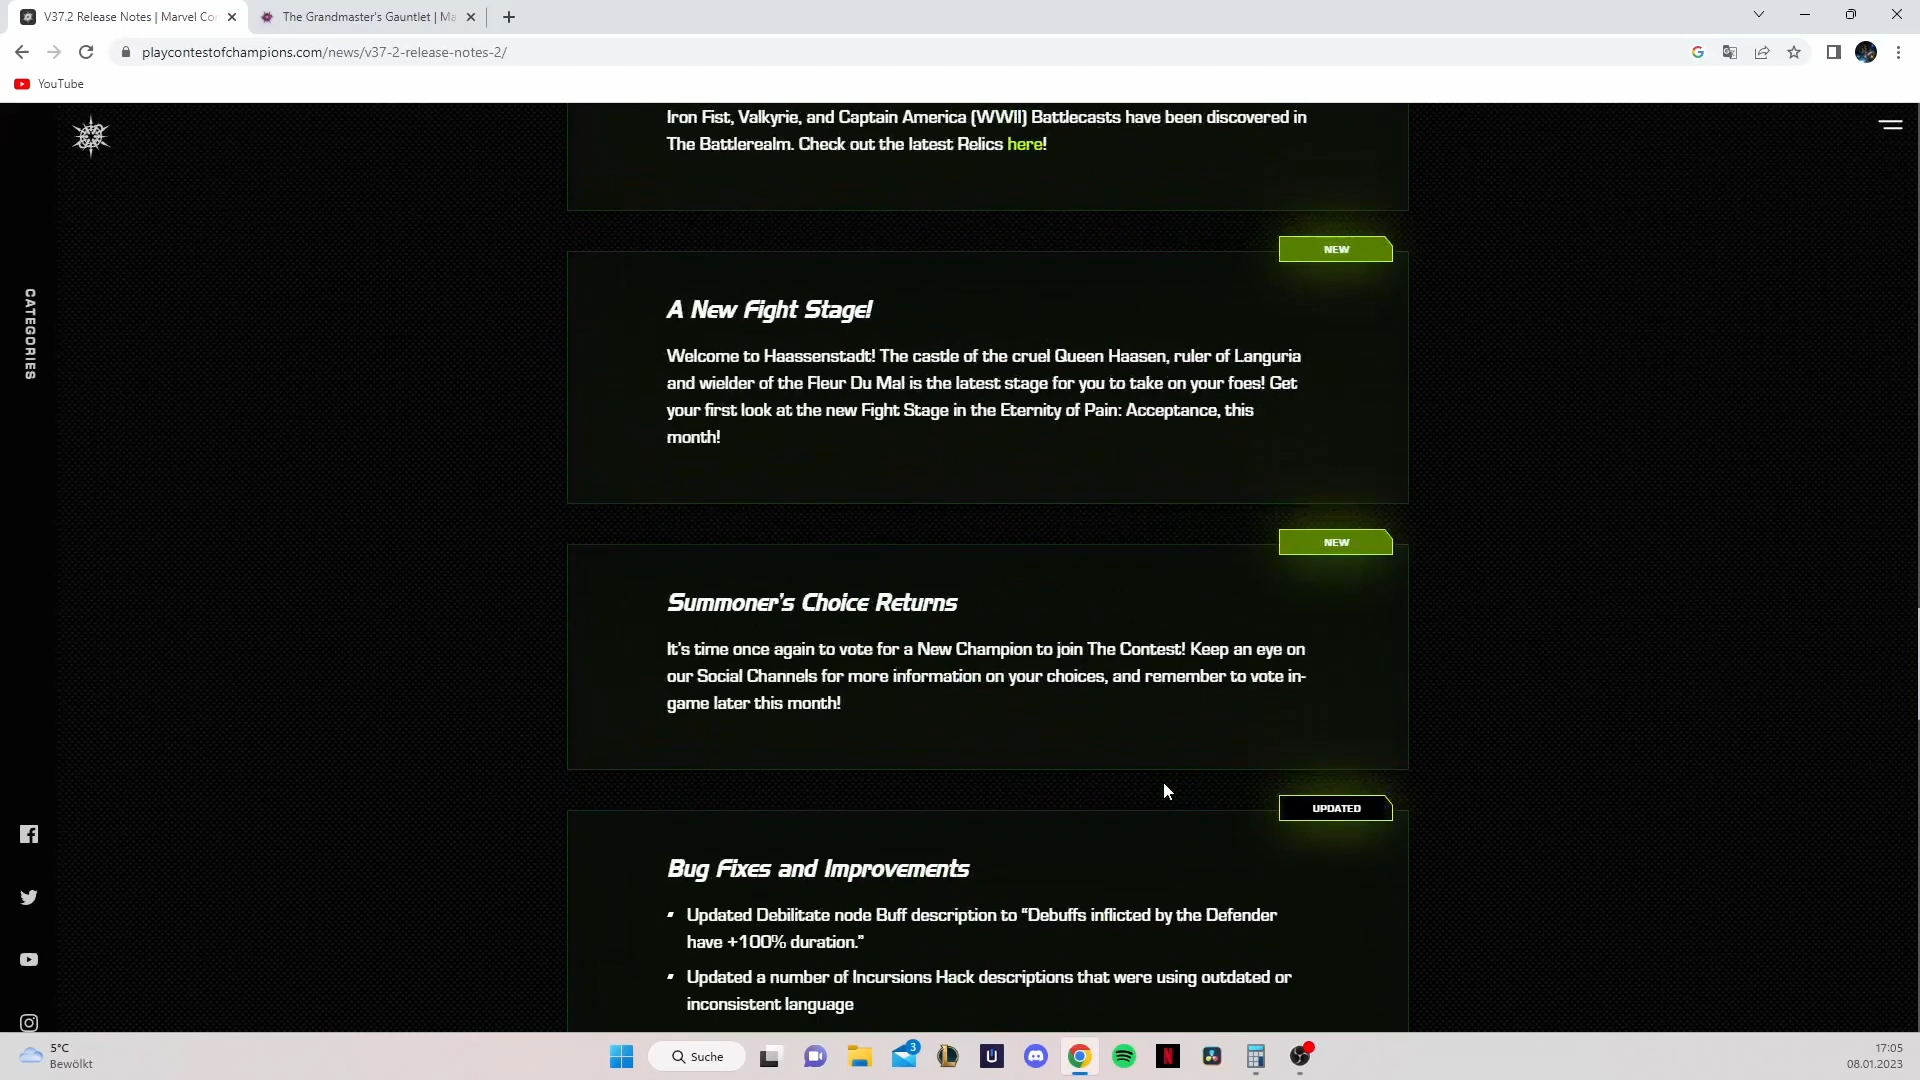 V37.2 Release Notes | Marvel Co
The Grandmaster's Gauntlet | Ma
playcontestofchampions.com/news/v37-2-release-notes-2/
YouTube
Iron Fist, Valkyrie, and Captain America (WWII) Battlecasts have been discovered in
The Battlerealm. Check out the latest Relics here!
CATEGORIES
NEW
A New Fight Stage!
Welcome to Haassenstadt! The castle of the cruel Queen Haasen, ruler of Languria
and wielder of the Fleur Du Mal is the latest stage for you to take on your foes! Get
your first look at the new Fight Stage in the Eternity of Pain: Acceptance, this
month!
NEW
Summoner's Choice Returns
It's time once again to vote for a New Champion to join The Contest! Keep an eye on
our Social Channels for more information on your choices, and remember to vote in-
game later this month!
UPDATED
Bug Fixes and Improvements
Updated Debilitate node Buff description to “Debuffs inflicted by the Defender
have +100% duration.”
Updated a number of Incursions Hack descriptions that were using outdated or
inconsistent language
5°C
Bewölkt
Suche
3
17:05
08.01.2023